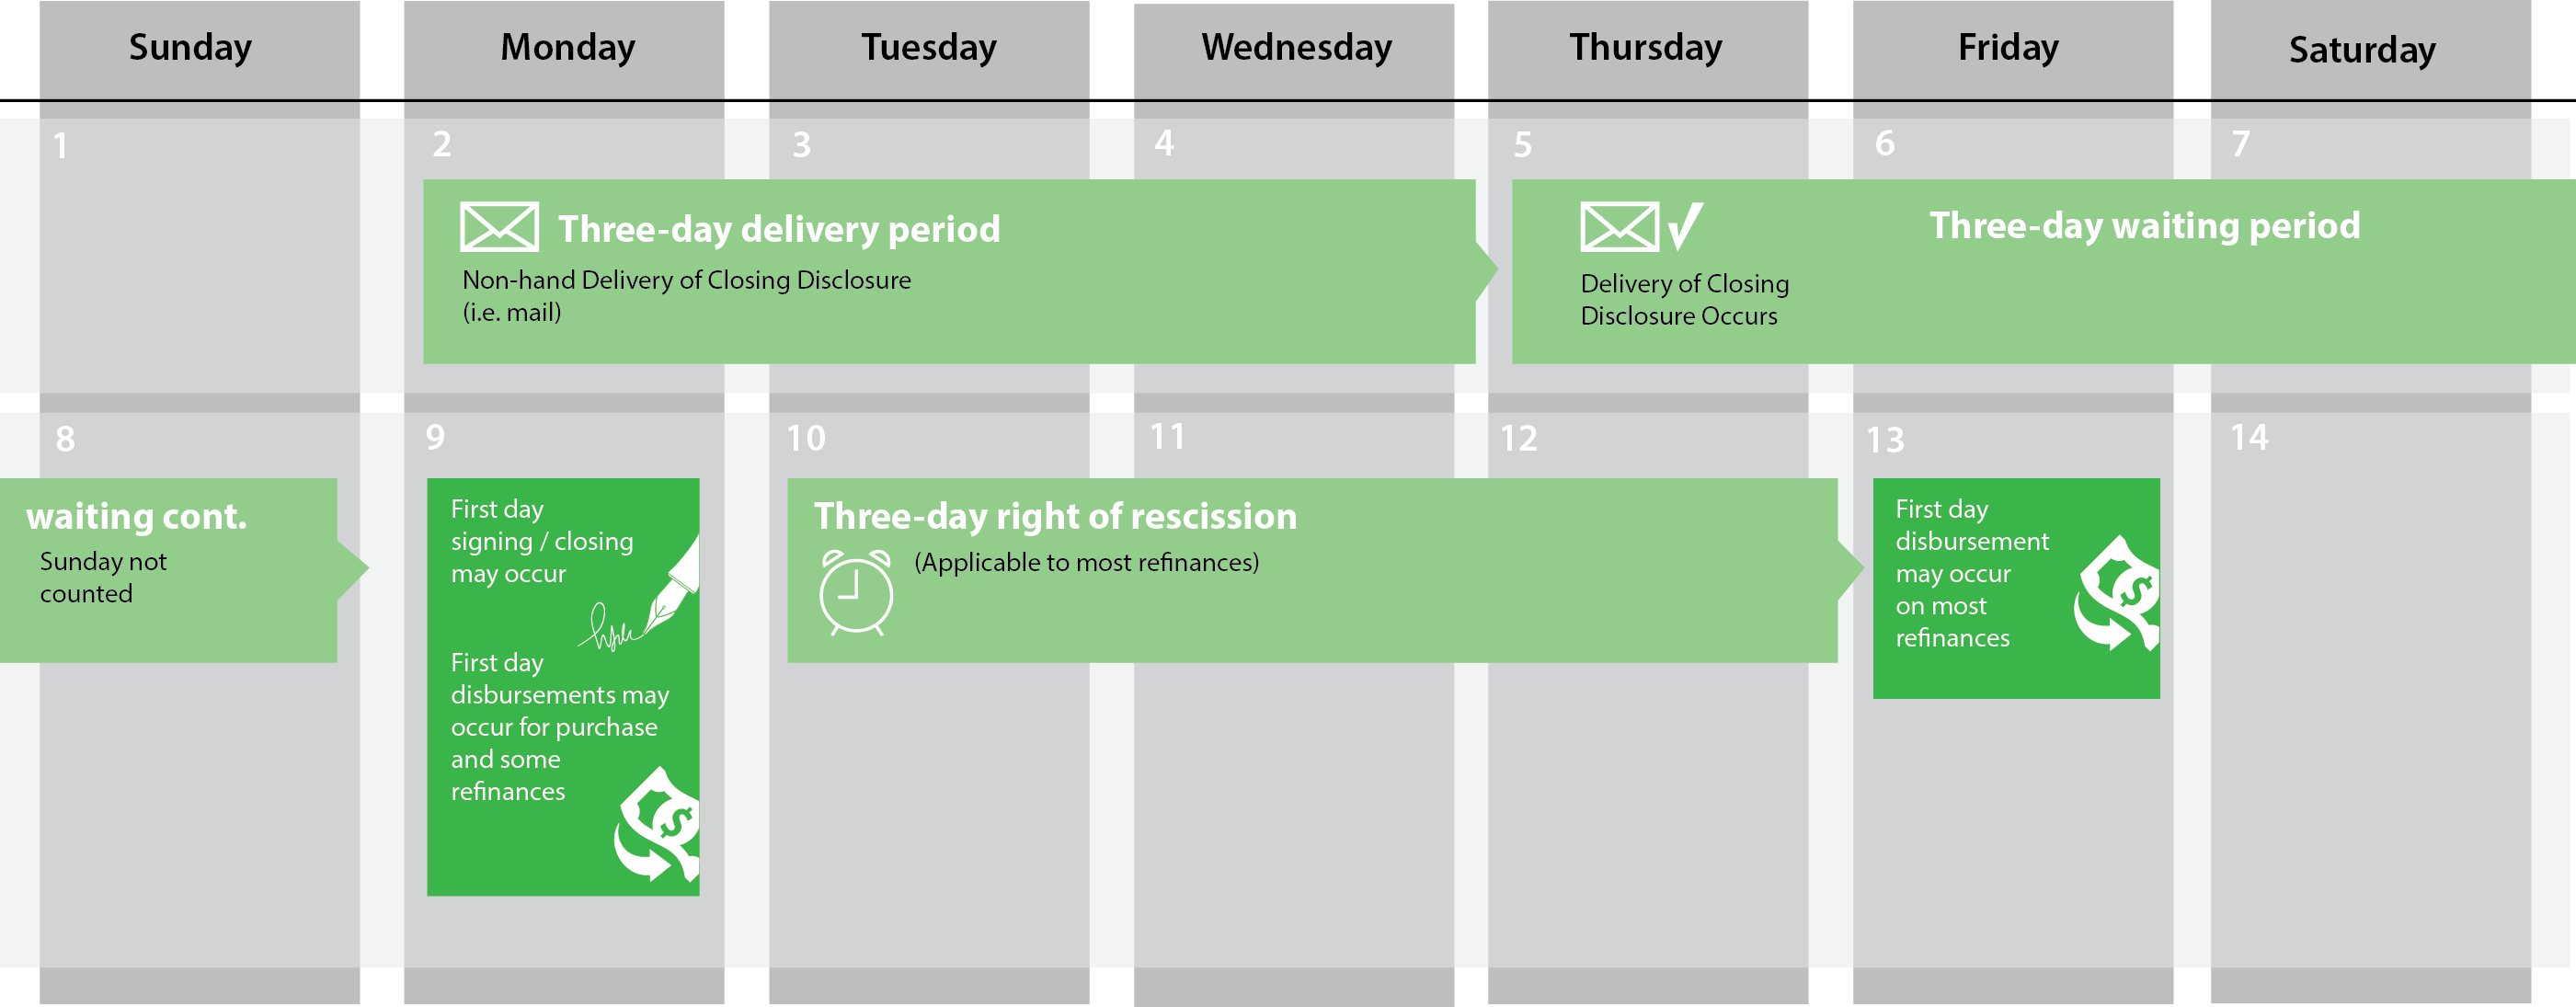 Sunday
Monday
Tuesday
Wednesday
Thursday
Friday
Saturday
1
2
3
4
5
6
7
Three-day delivery period
Non-hand Delivery of Closing Disclosure
(i.e. mail)
Delivery of Closing
Disclosure Occurs
Three-day waiting period
8
9
10
11
12
13
14
waiting cont.
Sunday not
counted
First day
signing / closing
may occur
First day
disbursements may
occur for purchase
and some
refinances
$
Three-day right of rescission
(Applicable to most refinances)
First day
disbursement
may occur
on most
refinances
$